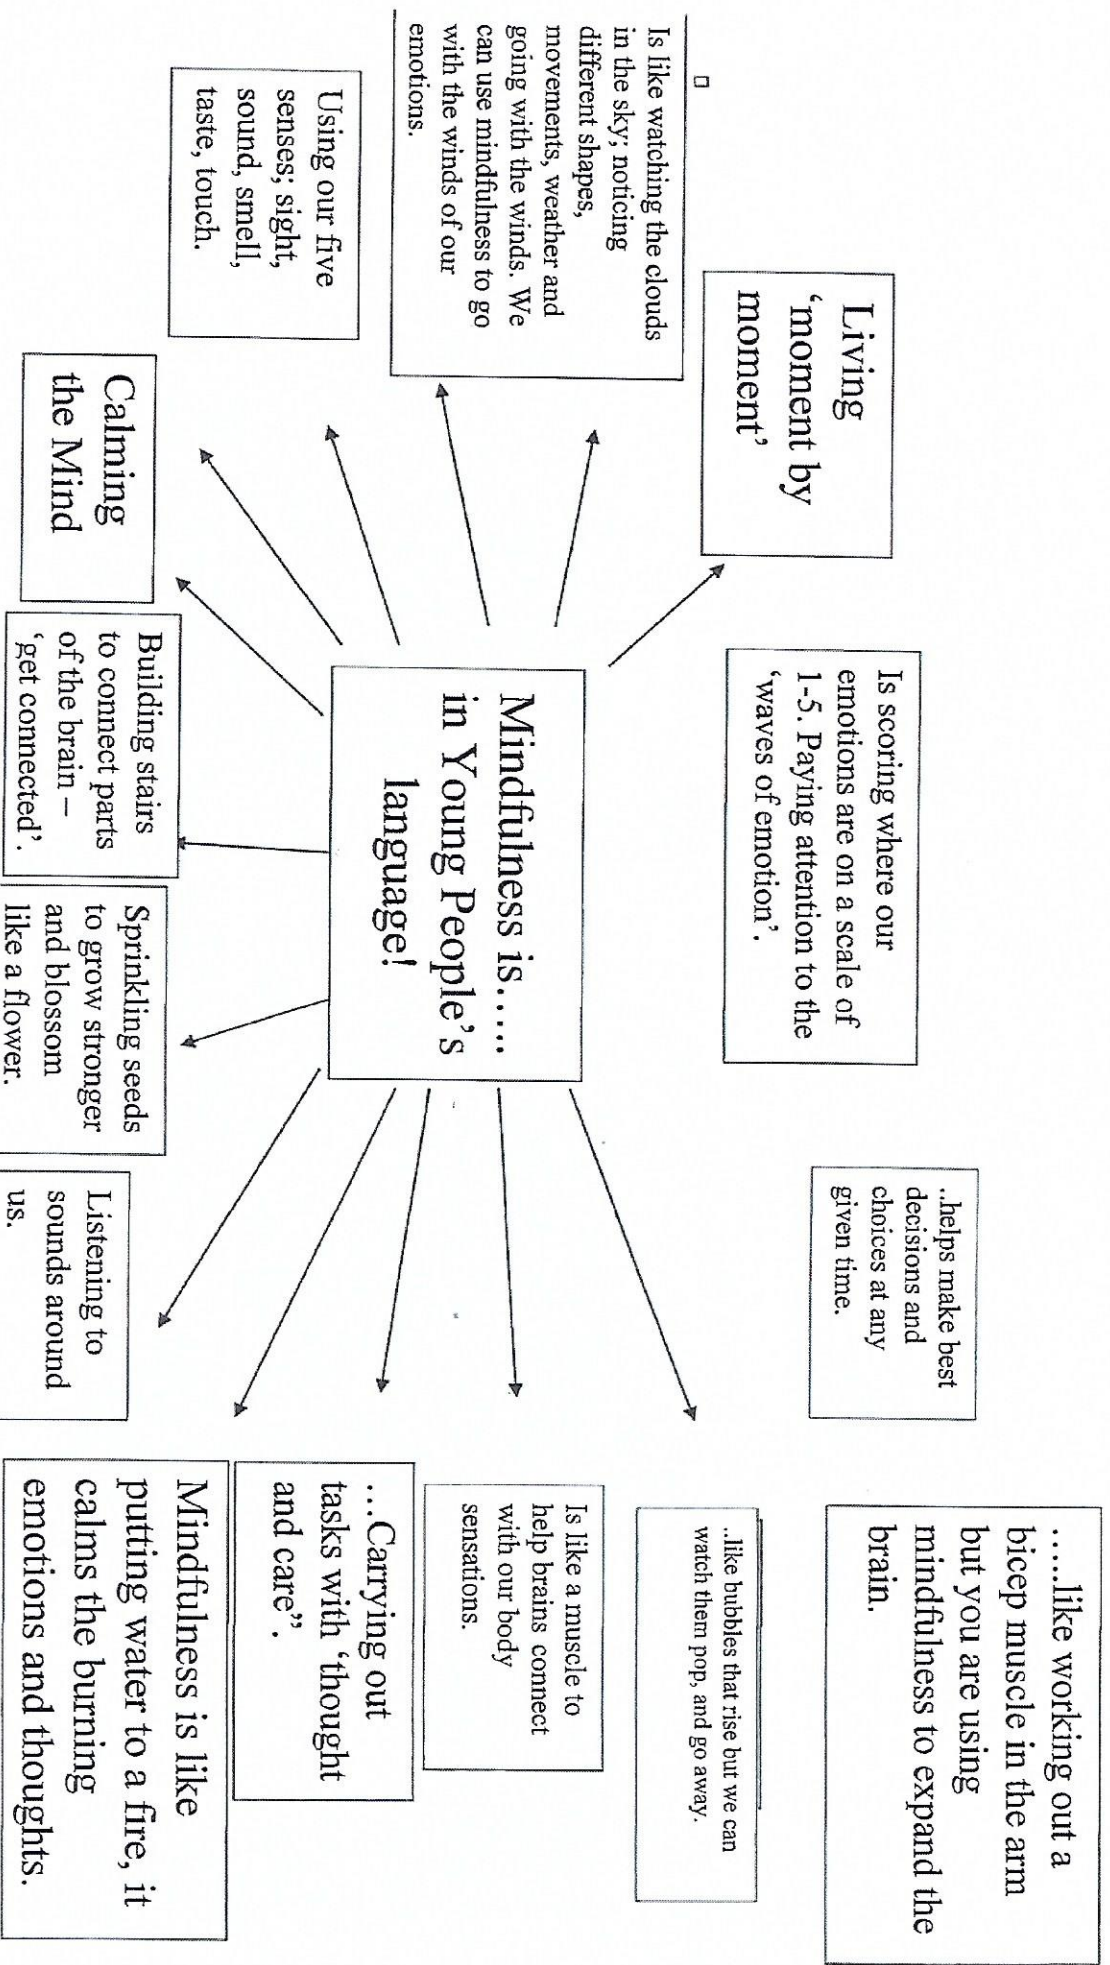 .....like working out a
bicep muscle in the arm
but you are using
mindfulness to expand the
brain.
..helps make best
decisions and
choices at any
given time.
Is scoring where our
emotions are on a scale of
1-5. Paying attention to the
‘waves of emotion’.
Living
‘moment by
moment’
..like bubbles that rise but we can
watch them pop, and go away.
Is like watching the clouds
in the sky; noticing
different shapes,
movements, weather and
going with the winds. We
can use mindfulness to go
with the winds of our
emotions.
Mindfulness is.....
in Young People’s
language!
Is like a muscle to
help brains connect
with our body
sensations.
Using our five
senses; sight,
sound, smell,
taste, touch.
...Carrying out
tasks with ‘thought
and care”.
Calming
the Mind
Building stairs
to connect parts
of the brain –
‘get connected’.
Sprinkling seeds
to grow stronger
and blossom
like a flower.
Listening to
sounds around
us.
Mindfulness is like
putting water to a fire, it
calms the burning
emotions and thoughts.